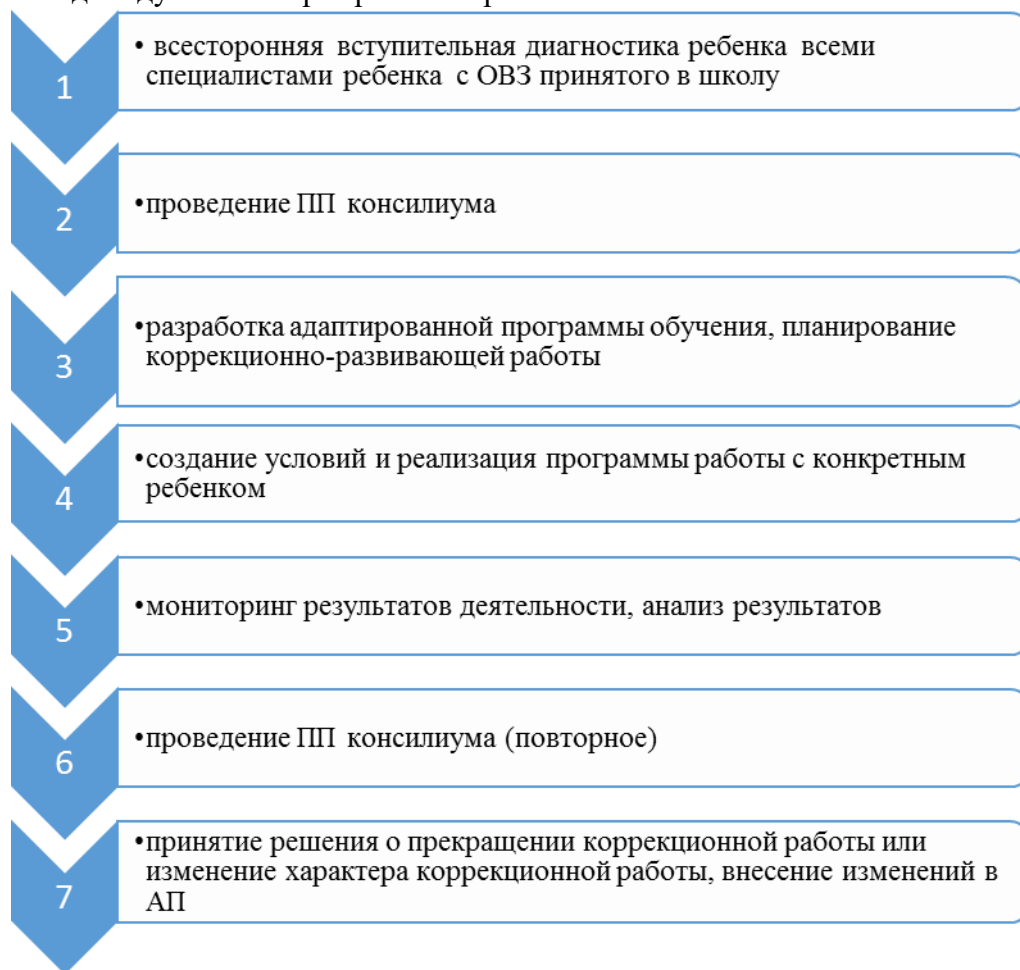 1
• всесторонняя вступительная диагностика ребенка всеми
специалистами ребенка с ОВЗ принятого в школу
2
•проведение ПП консилиума
3
•разработка адаптированной программы обучения, планирование
коррекционно-развивающей работы
4
•создание условий и реализация программы работы с конкретным
ребенком
5
•мониторинг результатов деятельности, анализ результатов
6
•проведение ПП консилиума (повторное)
7
•принятие решения о прекращении коррекционной работы или
изменение характера коррекционной работы, внесение изменений в
АП